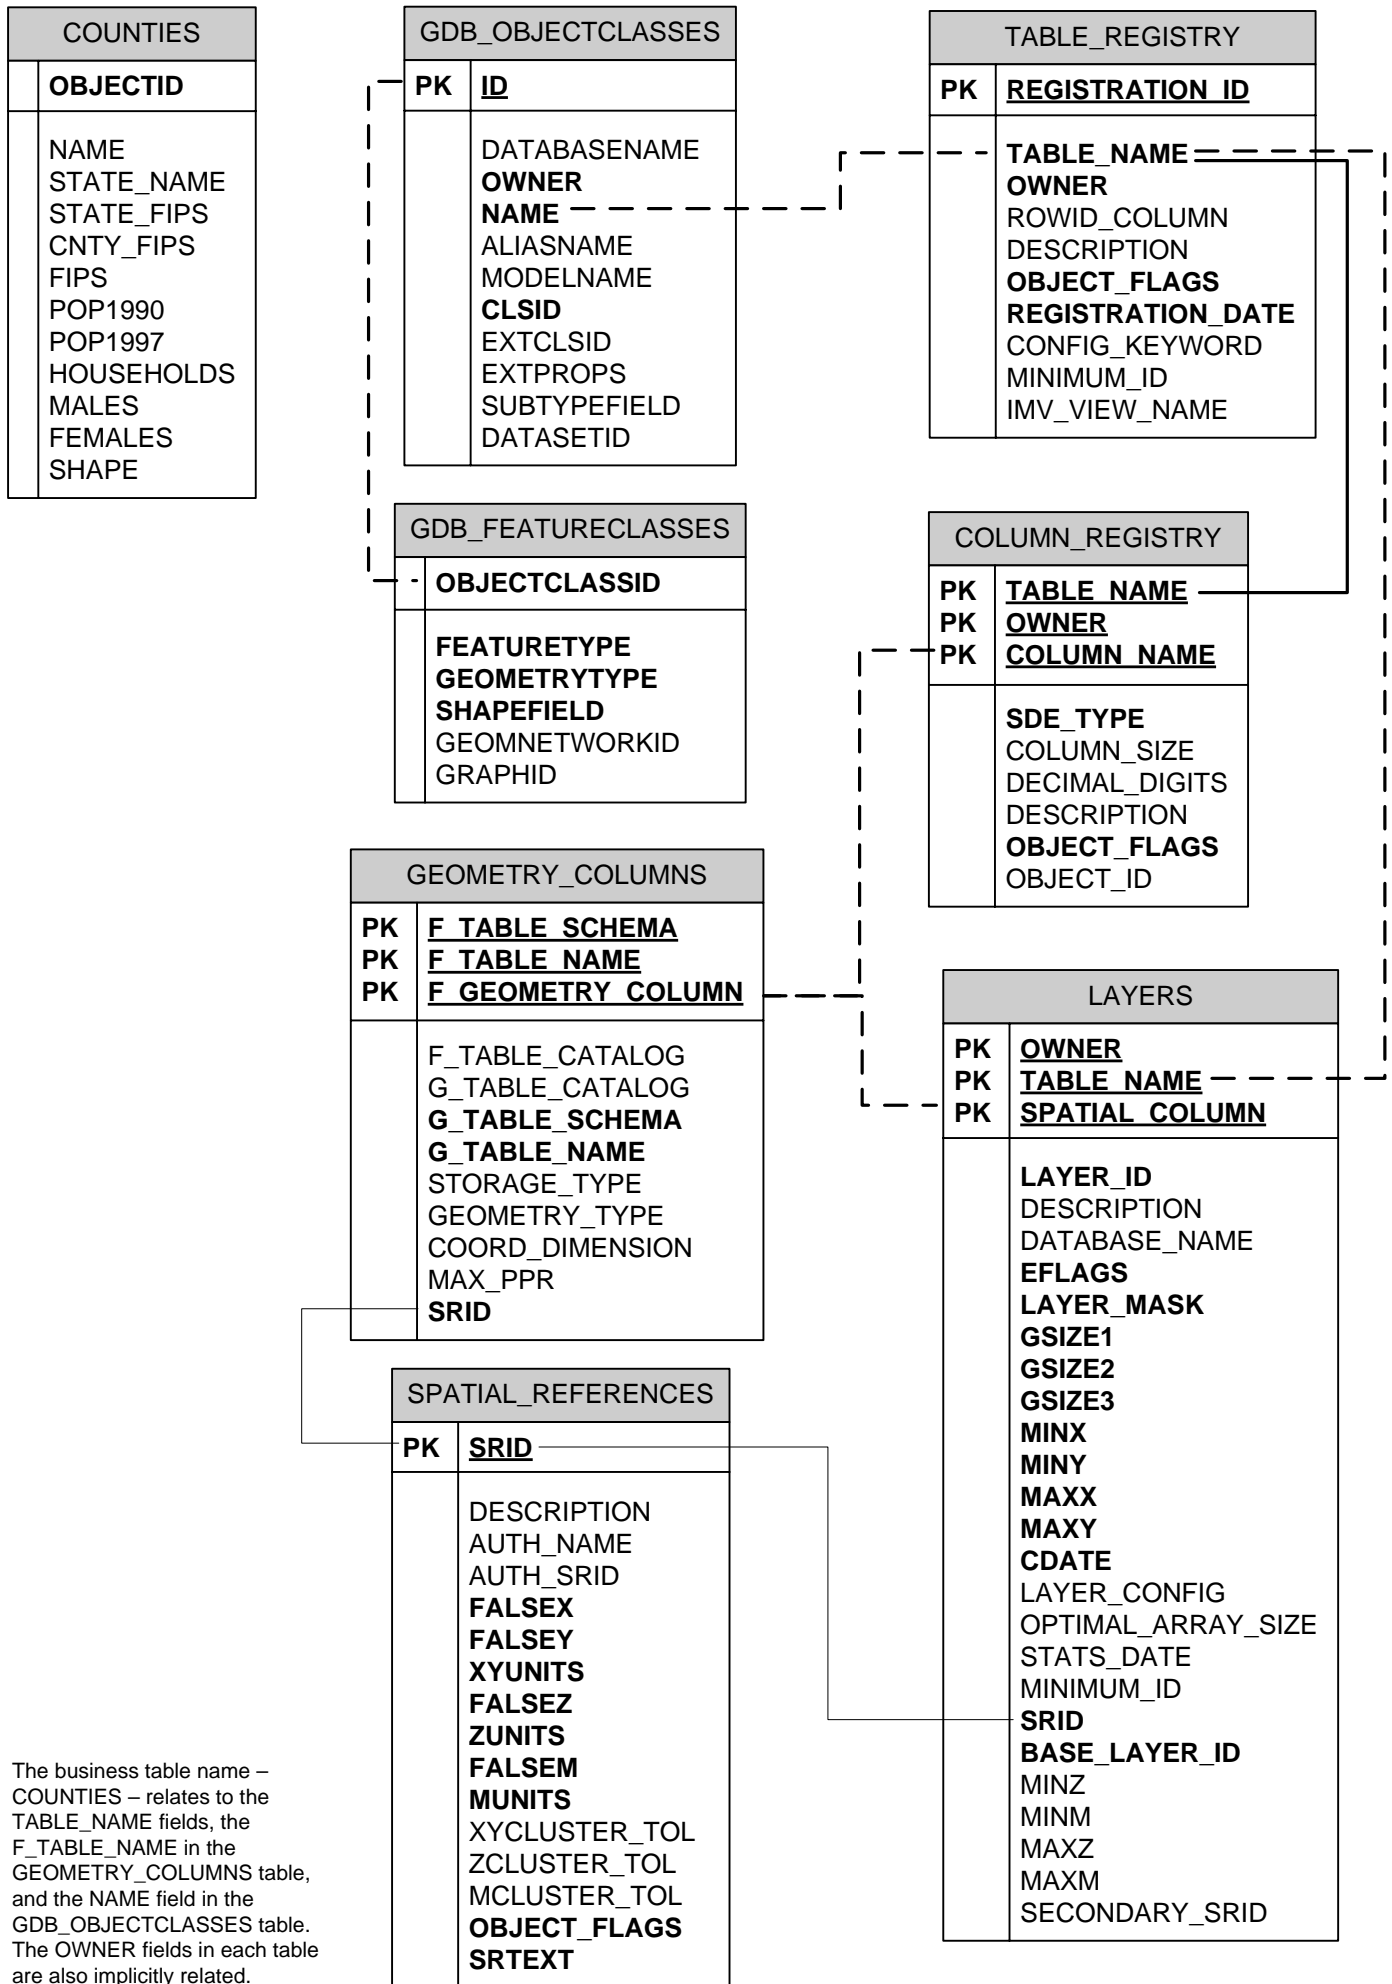 COUNTIES
OBJECTID
NAME
STATE_NAME
STATE_FIPS
CNTY_FIPS
FIPS
POP1990
POP1997
HOUSEHOLDS
MALES
FEMALES
SHAPE
GDB_OBJECTCLASSES
PK ID
DATABASENAME
OWNER
NAME
ALIASNAME
MODELNAME
CLSID
EXTCLSID
EXTPROPS
SUBTYPEFIELD
DATASETID
TABLE_REGISTRY
PK REGISTRATION_ID
TABLE_NAME
OWNER
ROWID_COLUMN
DESCRIPTION
OBJECT_FLAGS
REGISTRATION_DATE
CONFIG_KEYWORD
MINIMUM_ID
IMV_VIEW_NAME
GDB_FEATURECLASSES
OBJECTCLASSID
FEATURETYPE
GEOMETRYTYPE
SHAPEFIELD
GEOMNETWORKID
GRAPHID
COLUMN_REGISTRY
PK TABLE_NAME
PK OWNER
PK COLUMN_NAME
SDE_TYPE
COLUMN_SIZE
DECIMAL_DIGITS
DESCRIPTION
OBJECT_FLAGS
OBJECT_ID
GEOMETRY_COLUMNS
PK F_TABLE_SCHEMA
PK F_TABLE_NAME
PK F_GEOMETRY_COLUMN
F_TABLE_CATALOG
G_TABLE_CATALOG
G_TABLE_SCHEMA
G_TABLE_NAME
STORAGE_TYPE
GEOMETRY_TYPE
COORD_DIMENSION
MAX_PPR
SRID
LAYERS
PK OWNER
PK TABLE_NAME
PK SPATIAL_COLUMN
LAYER_ID
DESCRIPTION
DATABASE_NAME
EFLAGS
LAYER_MASK
GSIZE1
GSIZE2
GSIZE3
MINX
MINY
MAXX
MAXY
CDATE
LAYER_CONFIG
OPTIMAL_ARRAY_SIZE
STATS_DATE
MINIMUM_ID
SRID
BASE_LAYER_ID
MINZ
MINM
MAXZ
MAXM
SECONDARY_SRID
SPATIAL_REFERENCES
PK SRID
DESCRIPTION
AUTH_NAME
AUTH_SRID
FALSEX
FALSEY
XYUNITS
FALSEZ
ZUNITS
FALSEM
MUNITS
XYCLUSTER_TOL
ZCLUSTER_TOL
MCLUSTER_TOL
OBJECT_FLAGS
SRTEXT
The business table name –
COUNTIES – relates to the
TABLE_NAME fields, the
F_TABLE_NAME in the
GEOMETRY_COLUMNS table,
and the NAME field in the
GDB_OBJECTCLASSES table.
The OWNER fields in each table
are also implicitly related.